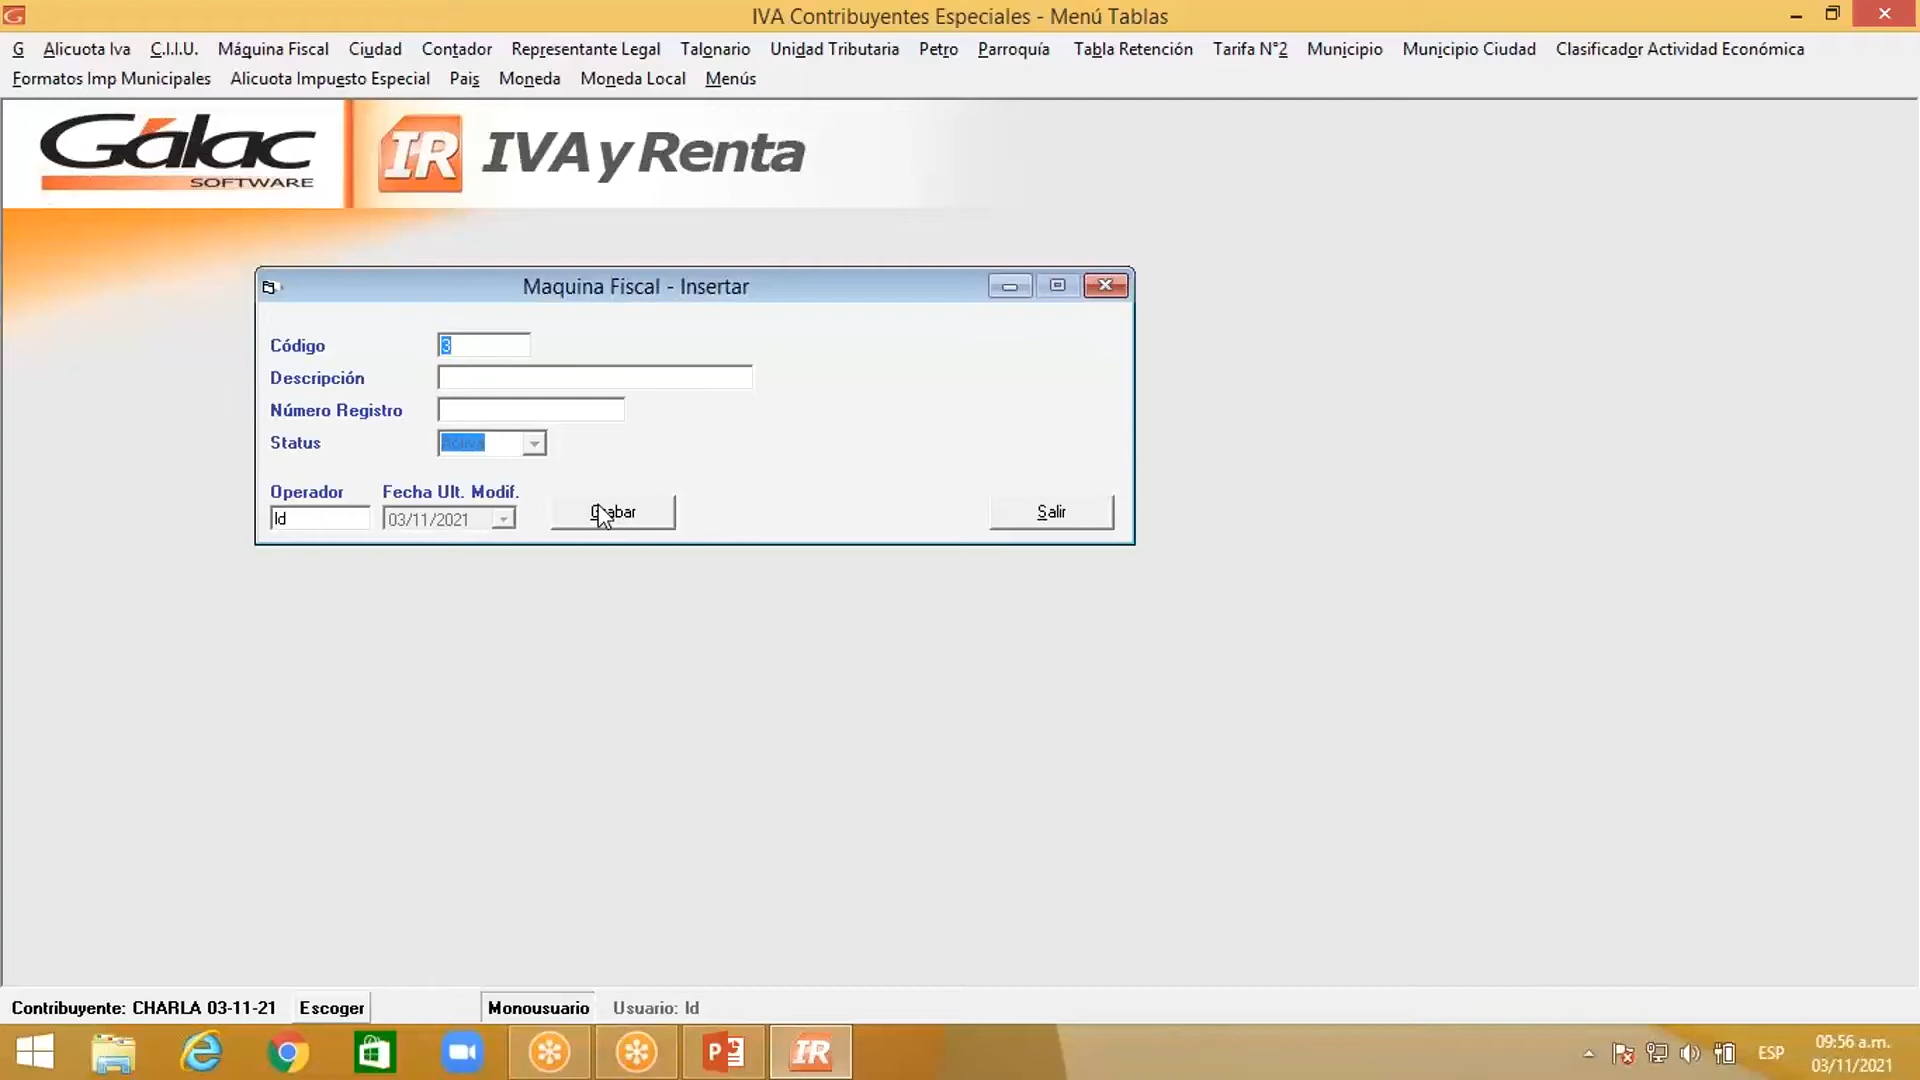 IVA Contribuyentes Especiales - Menú Tablas
G Alicuota Iva C.I.I.U. Máquina Fiscal Ciudad Contador Representante Legal Talonario Unidad Tributaria Petro Parroquía Tabla Retención Tarifa N°2 Municipio Municipio Ciudad Clasificador Actividad Económica
Formatos Imp Municipales Alicuota Impuesto Especial Pais Moneda Moneda Local Menús
Gálac
SOFTWARE
IR IVA y Renta
Maquina Fiscal - Insertar
Código 3
Descripción
Número Registro
Status Activa
Operador Fecha Ult. Modif.
Id 03/11/2021 Grabar Salir
Contribuyente: CHARLA 03-11-21 Escoger Monousuario Usuario: Id
IR
ESP
09:56 a.m.
03/11/2021